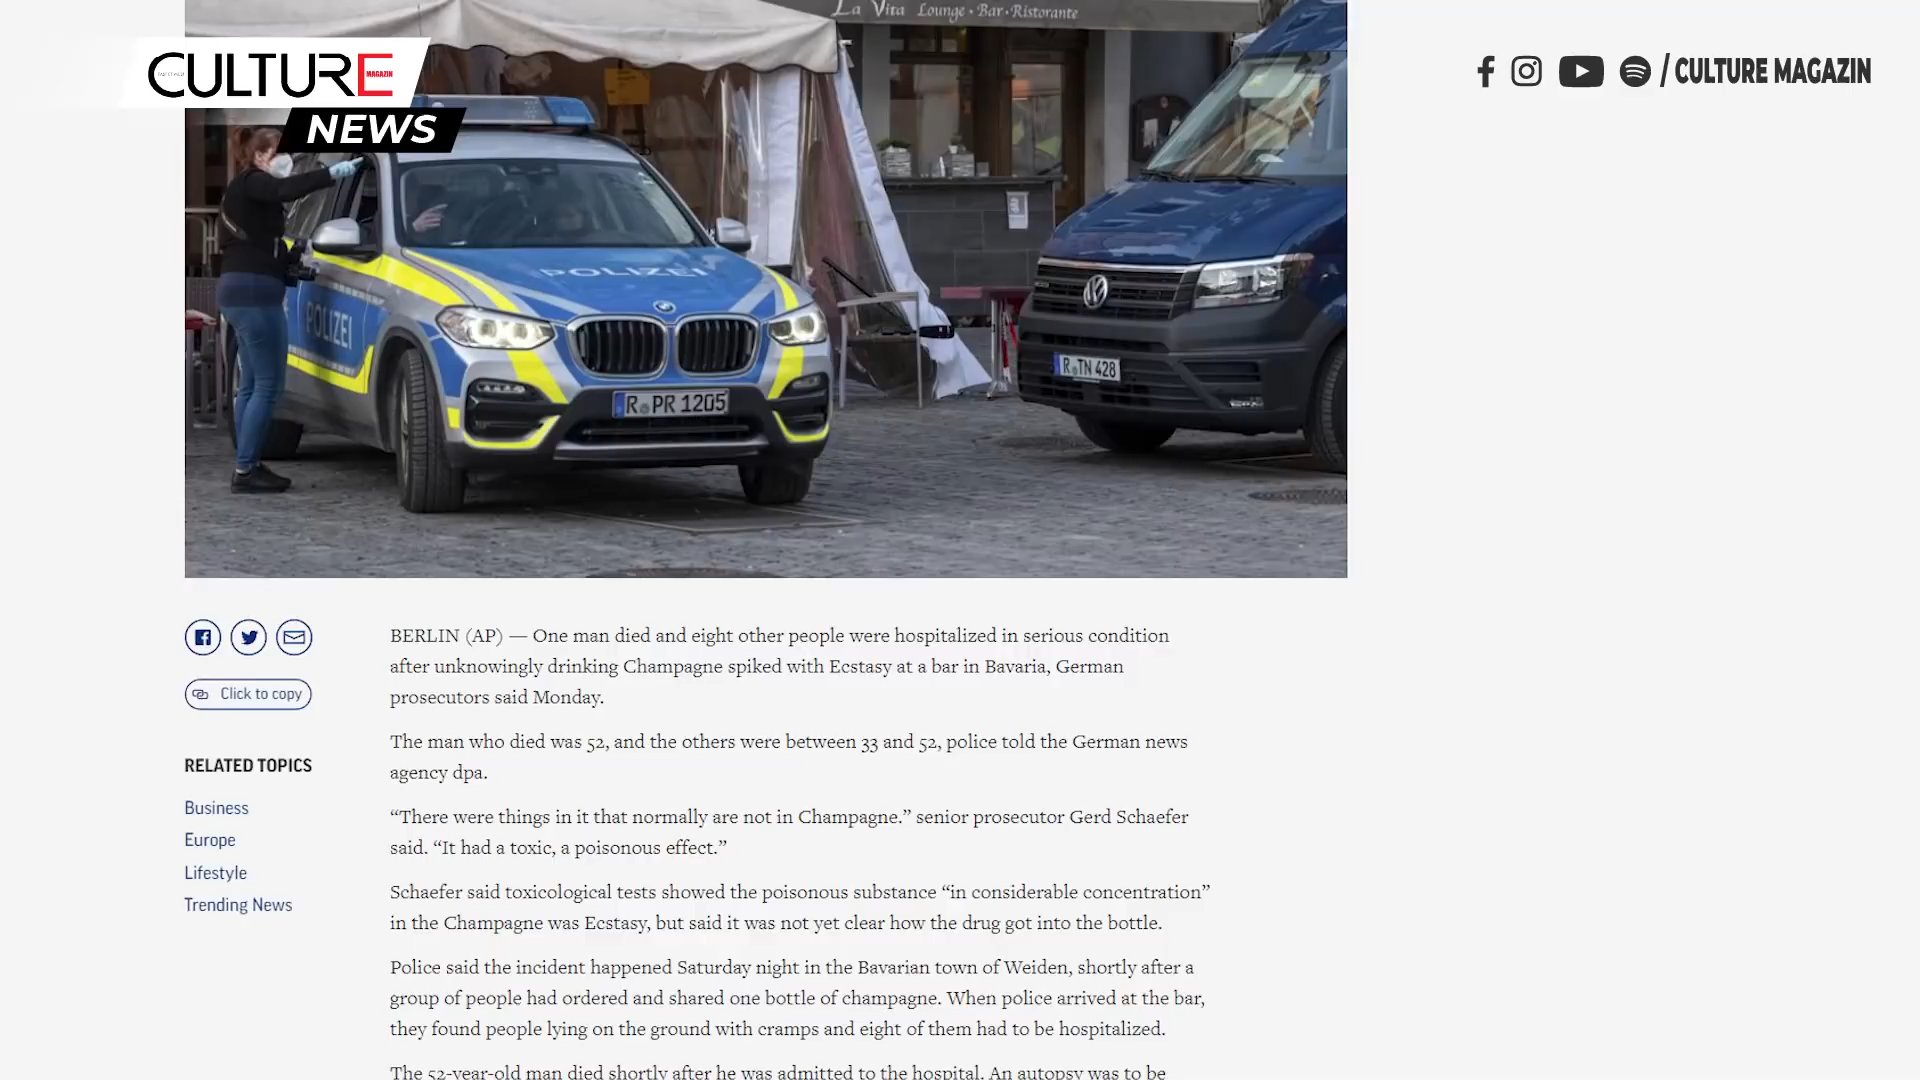 La Vita Lounge • Bar • Ristorante
CULTURE
MAGAZIN
NEWS
/ CULTURE MAGAZIN
POLIZEI
POLIZEI
R PR 1205
R TN 428
BERLIN (AP) — One man died and eight other people were hospitalized in serious condition
after unknowingly drinking Champagne spiked with Ecstasy at a bar in Bavaria, German
prosecutors said Monday.
The man who died was 52, and the others were between 33 and 52, police told the German news
agency dpa.
“There were things in it that normally are not in Champagne.” senior prosecutor Gerd Schaefer
said. “It had a toxic, a poisonous effect.”
Schaefer said toxicological tests showed the poisonous substance “in considerable concentration”
in the Champagne was Ecstasy, but said it was not yet clear how the drug got into the bottle.
Police said the incident happened Saturday night in the Bavarian town of Weiden, shortly after a
group of people had ordered and shared one bottle of champagne. When police arrived at the bar,
they found people lying on the ground with cramps and eight of them had to be hospitalized.
The 52-year-old man died shortly after he was admitted to the hospital. An autopsy was to be
Click to copy
RELATED TOPICS
Business
Europe
Lifestyle
Trending News